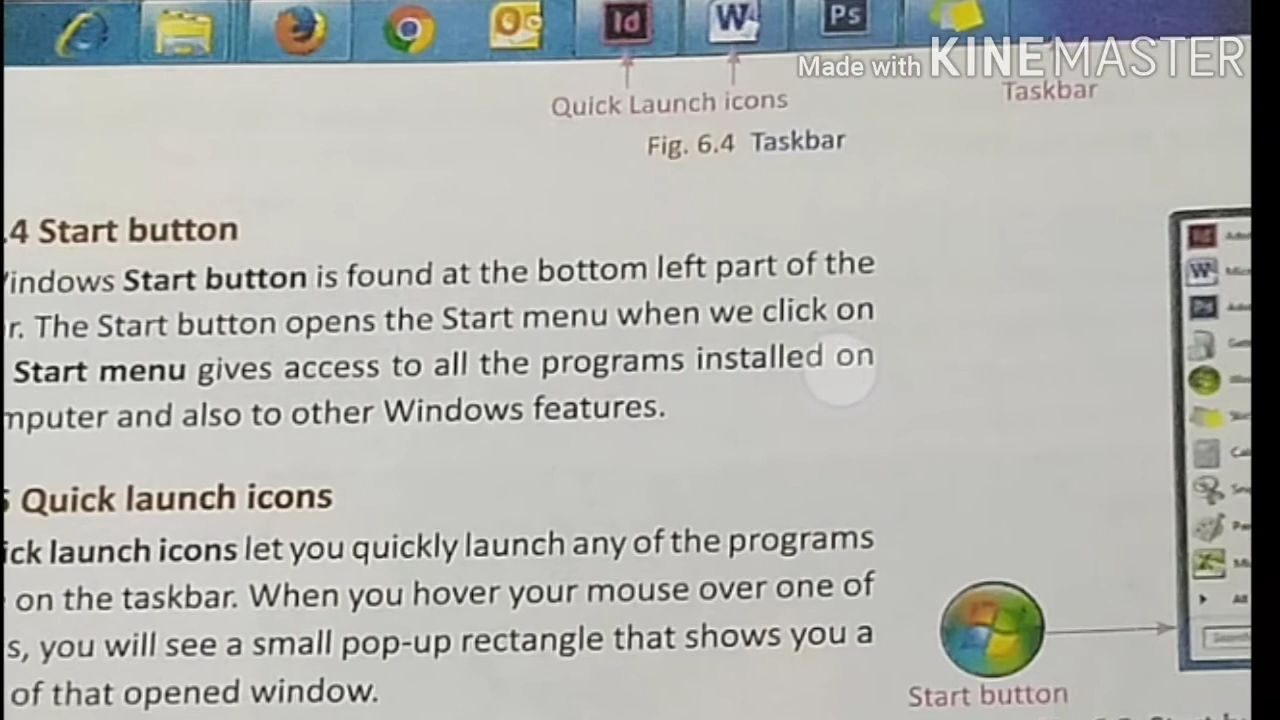 Id W Ps
Made with KINEMASTER
Quick Launch icons
Taskbar
Fig. 6.4 Taskbar
.4 Start button
indows Start button is found at the bottom left part of the
r. The Start button opens the Start menu when we click on
Start menu gives access to all the programs installed on
mputer and also to other Windows features.
Quick launch icons
ick launch icons let you quickly launch any of the programs
on the taskbar. When you hover your mouse over one of
s, you will see a small pop-up rectangle that shows you a
of that opened window.
Start button